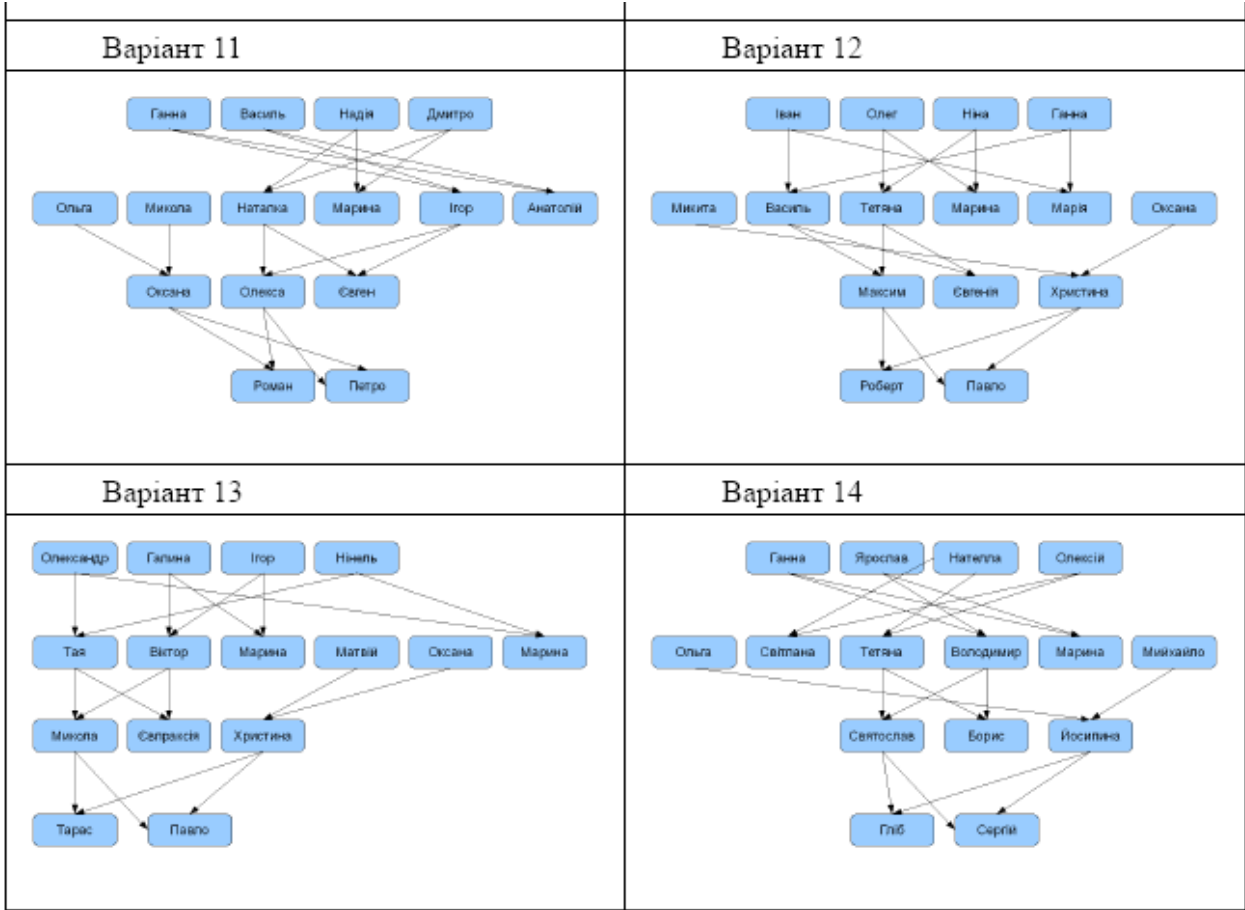 Варіант 11
Варіант 12
Ганна Василь Надія Дмитро
Ольга Микола Наталка Марина Ігор Анатолій
Оксана Олекса Євген
Роман Петро
Іван Олег Ніна Ганна
Микита Василь Тетяна Марина Марія Оксана
Максим Євгенія Христина
Роберт Павло
Варіант 13
Варіант 14
Олександр Галина Ігор Нінель
Тая Віктор Марина Матвій Оксана Марина
Микола Євпраксія Христина
Тарас Павло
Ганна Ярослав Нателла Олексій
Ольга Світлана Тетяна Володимир Марина Мийхайло
Святослав Борис Йосипина
Гліб Сергій